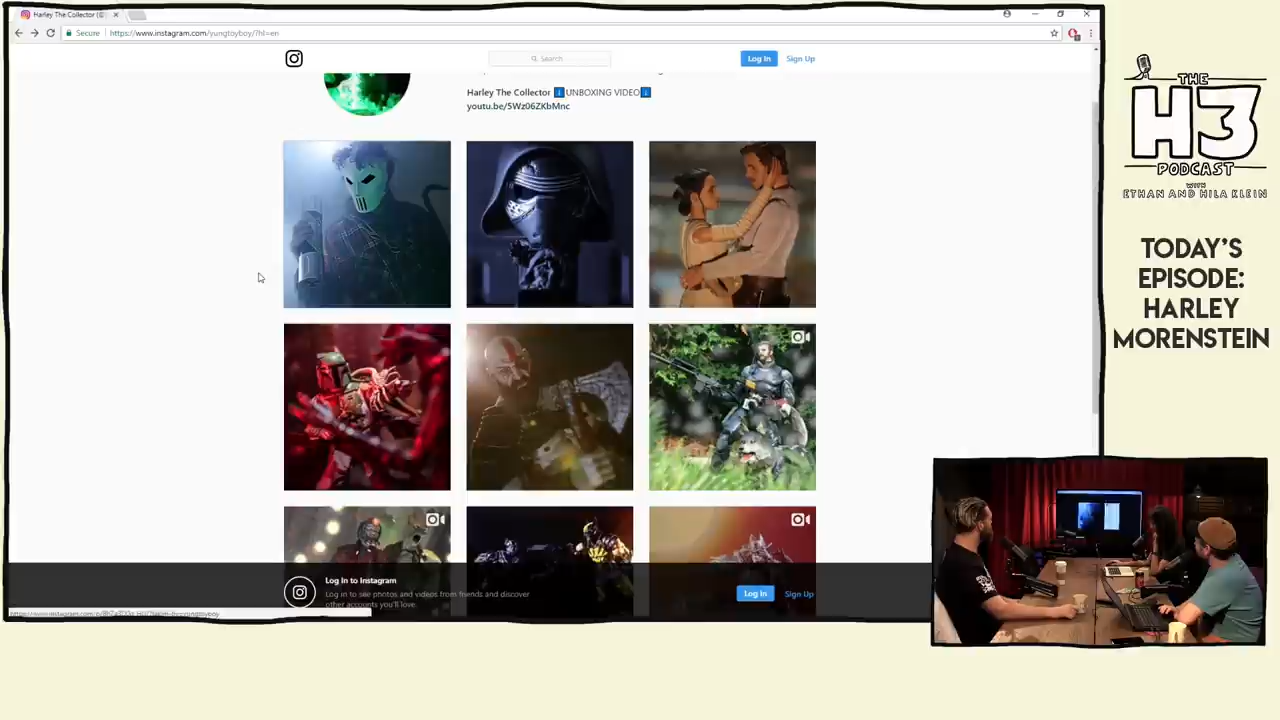 Harley The Collector (
Secure
https://www.instagram.com/yungtoyboy/?hl=en
Search
Log In
Sign Up
Harley The Collector UNBOXING VIDEO
youtu.be/5Wz06ZKbMnc
Log In to Instagram
Log in to see photos and videos from friends and discover
other accounts you'll love.
Log In
Sign Up
THE
H3
PODCAST
WITH
ETHAN AND HILA KLEIN
TODAY'S
EPISODE:
HARLEY
MORENSTEIN